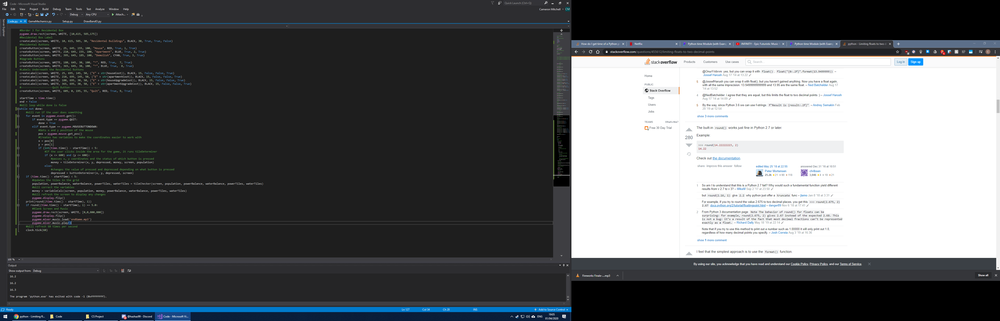 Code - Microsoft Visual Studio
Quick Launch (Ctrl+Q)
File Edit View Project Build Debug Team Tools Test Analyze Window Help
Cameron Mitchell CM
Debug Any CPU Attach...
Server Explorer
Code.py GameMechanics.py Setup.py DrawBandO.py
#Border 3 for Residental Box
pygame.draw.rect(screen, WHITE, [10,615, 585,175])
#Residental Box Label
createLabel(screen, WHITE, 10, 615, 585, 30, "Residental Buildings", BLACK, 30, True, True, False)
#Residental Buttons
createButton(screen, WHITE, 25, 645, 155, 100, "House", RED, True, 1, True)
createButton(screen, WHITE, 210, 645, 155, 100, "Apartment", BLUE, True, 2, True)
createButton(screen, WHITE, 395, 645, 185, 100, "Demolish", CYAN, True, 3, True)
#Upgrade Buttons
createButton(screen, WHITE, 180, 645, 30, 100, "^", RED, True,  7, True)
createButton(screen, WHITE, 365, 645, 30, 100, "^", BLUE, True,  8, True)
#Labels Underneath the Residental Buttons
createLabel(screen, WHITE, 25, 695, 145, 50, ("£" + str(houseCost)), BLACK, 15, False, False, True)
createLabel(screen, WHITE, 210, 695, 145, 50, ("£" + str(apartmentCost)), BLACK, 15, False, False, True)
createLabel(screen, WHITE, 180, 695, 30, 50, ("£" + str(houseUpgradeCost)), BLACK, 15, False, False, True)
createLabel(screen, WHITE, 365, 695, 30, 50, ("£" + str(apartmentUpgradeCost)), BLACK, 15, False, False, True)
#--------------------Quit Button--------------------
createButton(screen, WHITE, 605, 0, 195, 55, "Quit", RED, True, 9, True)
startTime = time.time()
end = False
#Will loop while done is false
while not done:
#Will run if the user does something
for event in pygame.event.get():
if event.type == pygame.QUIT:
done = True
elif event.type == pygame.MOUSEBUTTONDOWN:
#Gets x and y position of the mouse
pos = pygame.mouse.get_pos()
#Creates two variables to make the coordinates easier to work with
x = pos[0]
y = pos[1]
if (int(time.time() - startTime)) < 5:
#If the user clicks inside the area for the game, it runs tileDeterminer
if (x <= 600) and (y <= 600):
#passes x, y coordinates and the status of which button is pressed
money = tileDeterminer(x, y, depressed, money, screen, population)
else:
#changes the value of pressed and depressed depending on what button is pressed
depressed = buttonDeterminer(x, y, depressed, screen)
if (time.time() - startTime) < 5:
#Updates the tiles in the grid
population, powerBalance, waterBalance, powerTiles, waterTiles = tileChecker(screen, population, powerBalance, waterBalance, powerTiles, waterTiles)
#Will correct the variables
money = variableCalc(screen, population, money, powerBalance, waterBalance, powerTiles, waterTiles)
#Will refresh the screen to display any changes
pygame.display.flip()
print(round((time.time() - startTime), 1))
if round((time.time() - startTime), 1) == 5.0:
#Blank Screen and Music
pygame.draw.rect(screen, WHITE, [0,0,800,800])
pygame.display.flip()
pygame.mixer.music.load('endGame.mp3')
pygame.mixer.music.play()
#Will refresh 60 times per second
clock.tick(60)
100 %
Output
Show output from: Debug
16.2
16.2
16.3
The program 'python.exe' has exited with code -1 (0xffffffff).
Ready Ln 127 Col 34 Ch 28 INS Add to Source Control
python - Limiting fl... Code CS Project @hazhaz99 - Discord Code - Microsoft Vi... ENG 19:05 01/04/2020
How do I get time of a Python p Netflix Python time Module (with Exam INFINITY - Epic Futuristic Music Python time Module (with Exam python - Limiting floats to two d
stackoverflow.com/questions/455612/limiting-floats-to-two-decimal-points
NP C
stackoverflow Products Customers Use cases Search... Log in Sign up
Home
PUBLIC
Stack Overflow
Tags
Users
Jobs
TEAMS What's this?
Free 30 Day Trial
@OnurYıldırım: yes, but you can wrap it with float() ; float("{0:.2f}".format(13.9499999)) –
Jossef Harush Aug 17 '14 at 13:22
5 @JossefHarush you can wrap it with float(), but you haven't gained anything. Now you have a float again,
with all the same imprecision. 13.9499999999999 and 13.95 are the same float. – Ned Batchelder Aug 17
'14 at 13:52
4 @NedBatchelder: i agree that they are equal, but this limits the float to two decimal points :) – Jossef Harush
Aug 17 '14 at 14:09
5 By the way, since Python 3.6 we can use f-strings: f"Result is {result:.2f}" – Andrey Semakin Feb
20 '19 at 12:54
show 3 more comments
280
The built-in round() works just fine in Python 2.7 or later.
Example:
>>> round(14.22222223, 2)
14.22
Check out the documentation.
share improve this answer follow
edited May 25 '18 at 22:55
Peter Mortensen
25.2k 21 90 118
answered Dec 31 '16 at 10:51
chribsen
3,946 4 19 21
1 So am I to understand that this is a Python 2.7 fail? Why would such a fundamental function yield different
results from v 2.7 to v 3? – MikeM Sep 2 '17 at 23:50
but round(2.16, 1) give 2.2 why python just offer a truncate func – jiamo Jan 8 '18 at 3:31
For example, if you try to round the value 2.675 to two decimal places, you get this >>> round(2.675, 2)
2.67 docs.python.org/2/tutorial/floatingpoint.html – danger89 Nov 6 '18 at 17:41
2 From Python 3 documentation page: Note The behavior of round() for floats can be
surprising: for example, round(2.675, 2) gives 2.67 instead of the expected 2.68. This
is not a bug: it's a result of the fact that most decimal fractions can't be represented
exactly as a float. – Richard Dally May 18 '19 at 22:14
Note that if you try to use this method to print out a number such as 1.00000 it will only print out 1.0,
regardless of how many decimal points you specify. – Josh Correia Aug 3 '19 at 16:36
show 1 more comment
I feel that the simplest approach is to use the format() function.
By using our site, you acknowledge that you have read and understand our Cookie Policy, Privacy Policy, and our Terms of Service.
Fireworks Finale-....mp3 Show all